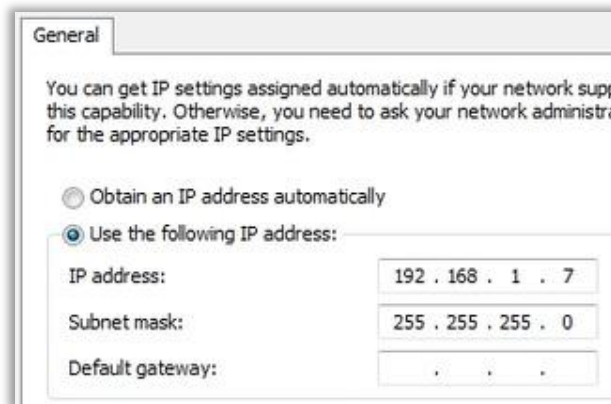 General
You can get IP settings assigned automatically if your network
this capability. Otherwise, you need to ask your network
for the appropriate IP settings.
Obtain an IP address automatically
Use the following IP address:
IP address: 192 . 168 . 1 . 7
Subnet mask: 255 . 255 . 255 . 0
Default gateway: . . .